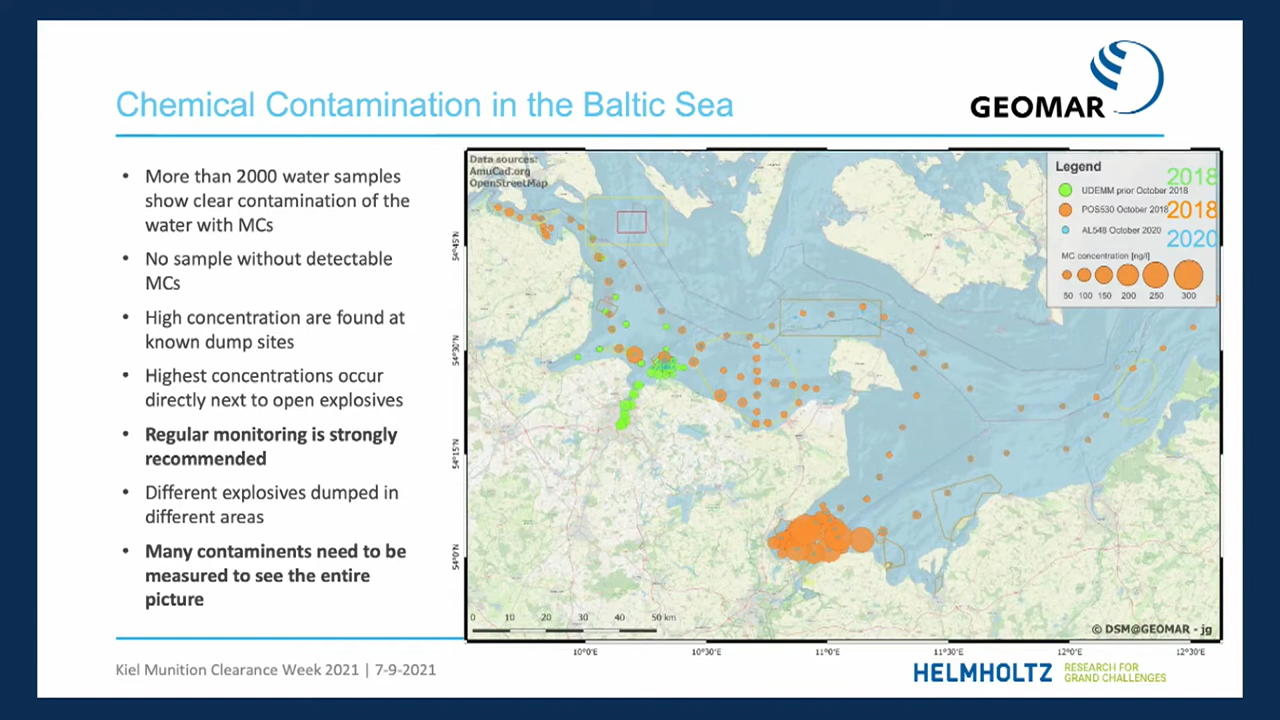 GEOMAR
Chemical Contamination in the Baltic Sea
• More than 2000 water samples
show clear contamination of the
water with MCs
• No sample without detectable
MCs
• High concentration are found at
known dump sites
• Highest concentrations occur
directly next to open explosives
• Regular monitoring is strongly
recommended
• Different explosives dumped in
different areas
• Many contaminents need to be
measured to see the entire
picture
Data sources:
AmuCad.org
OpenStreetMap
Legend
2018
UDEMM prior October 2018
POS530 October 2018
2018
AL548 October 2020
2020
MC concentration [ng/l]
50 100 150 200 250 300
54°45'N
54°30'N
54°15'N
54°0'N
0 10 20 30 40 50 km
© DSM@GEOMAR - jg
10°0'E 10°30'E 11°0'E 11°30'E 12°0'E 12°30'E
Kiel Munition Clearance Week 2021 | 7-9-2021
HELMHOLTZ
RESEARCH FOR
GRAND CHALLENGES